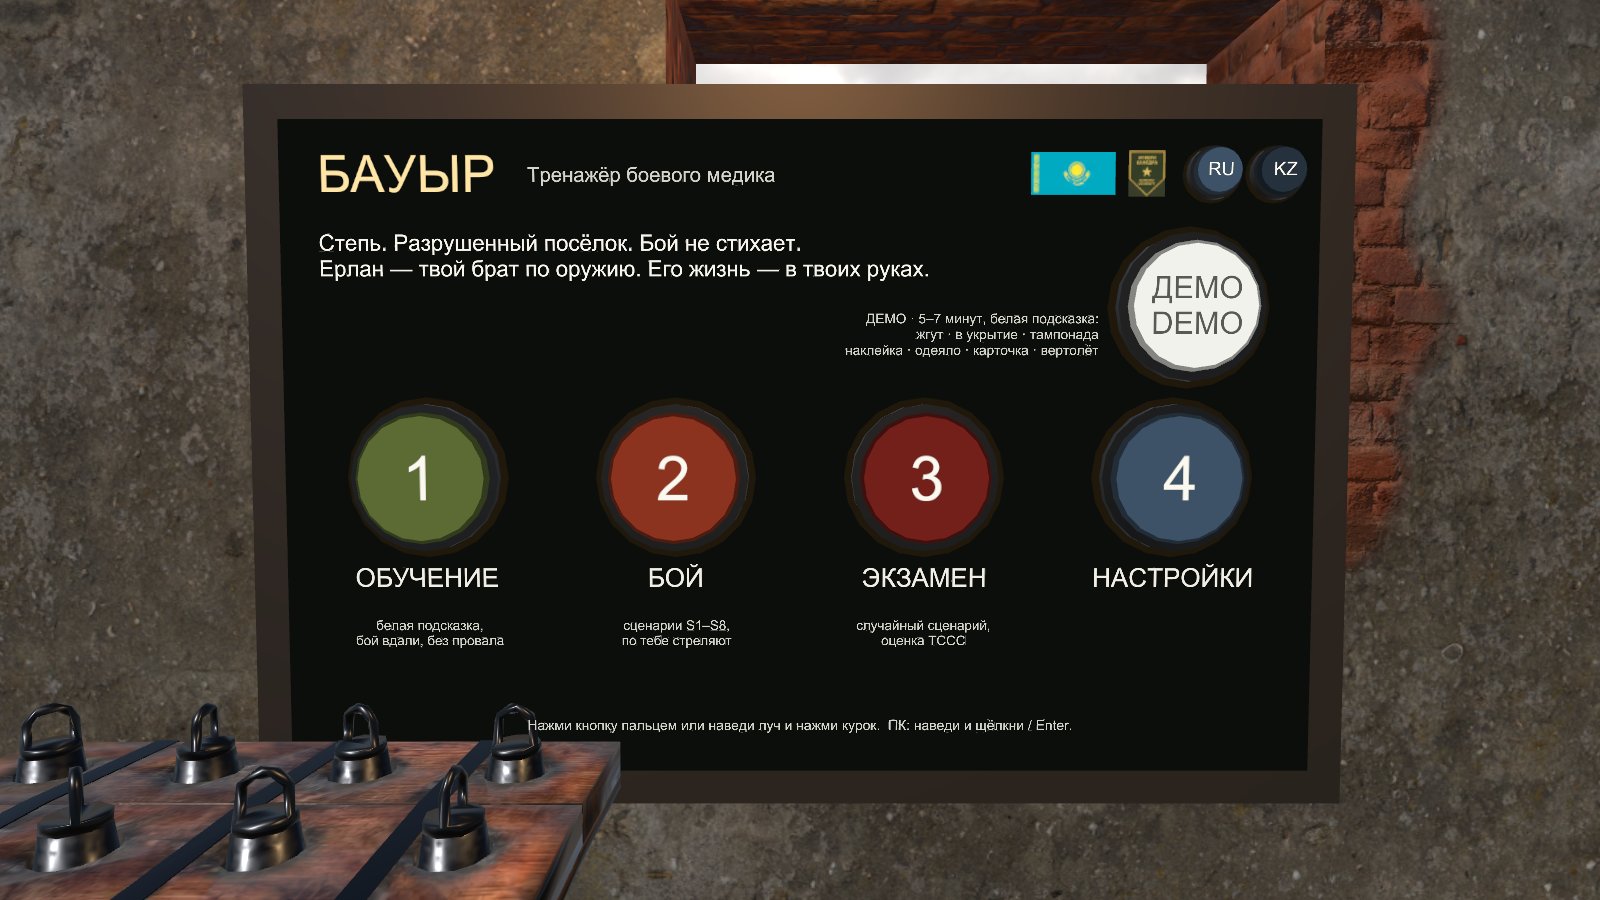 БАУЫР
Тренажёр боевого медика
RU
KZ
Степь. Разрушенный посёлок. Бой не стихает.
Ерлан — твой брат по оружию. Его жизнь — в твоих руках.
ДЕМО
DEMO
ДЕМО · 5–7 минут, белая подсказка:
жгут · в укрытие · тампонада
наклейка · одеяло · карточка · вертолёт
1
2
3
4
ОБУЧЕНИЕ
БОЙ
ЭКЗАМЕН
НАСТРОЙКИ
белая подсказка,
бой вдали, без провала
сценарии S1–S8,
по тебе стреляют
случайный сценарий,
оценка TCCC
Нажми кнопку пальцем или наведи луч и нажми курок. ПК: наведи и щёлкни / Enter.